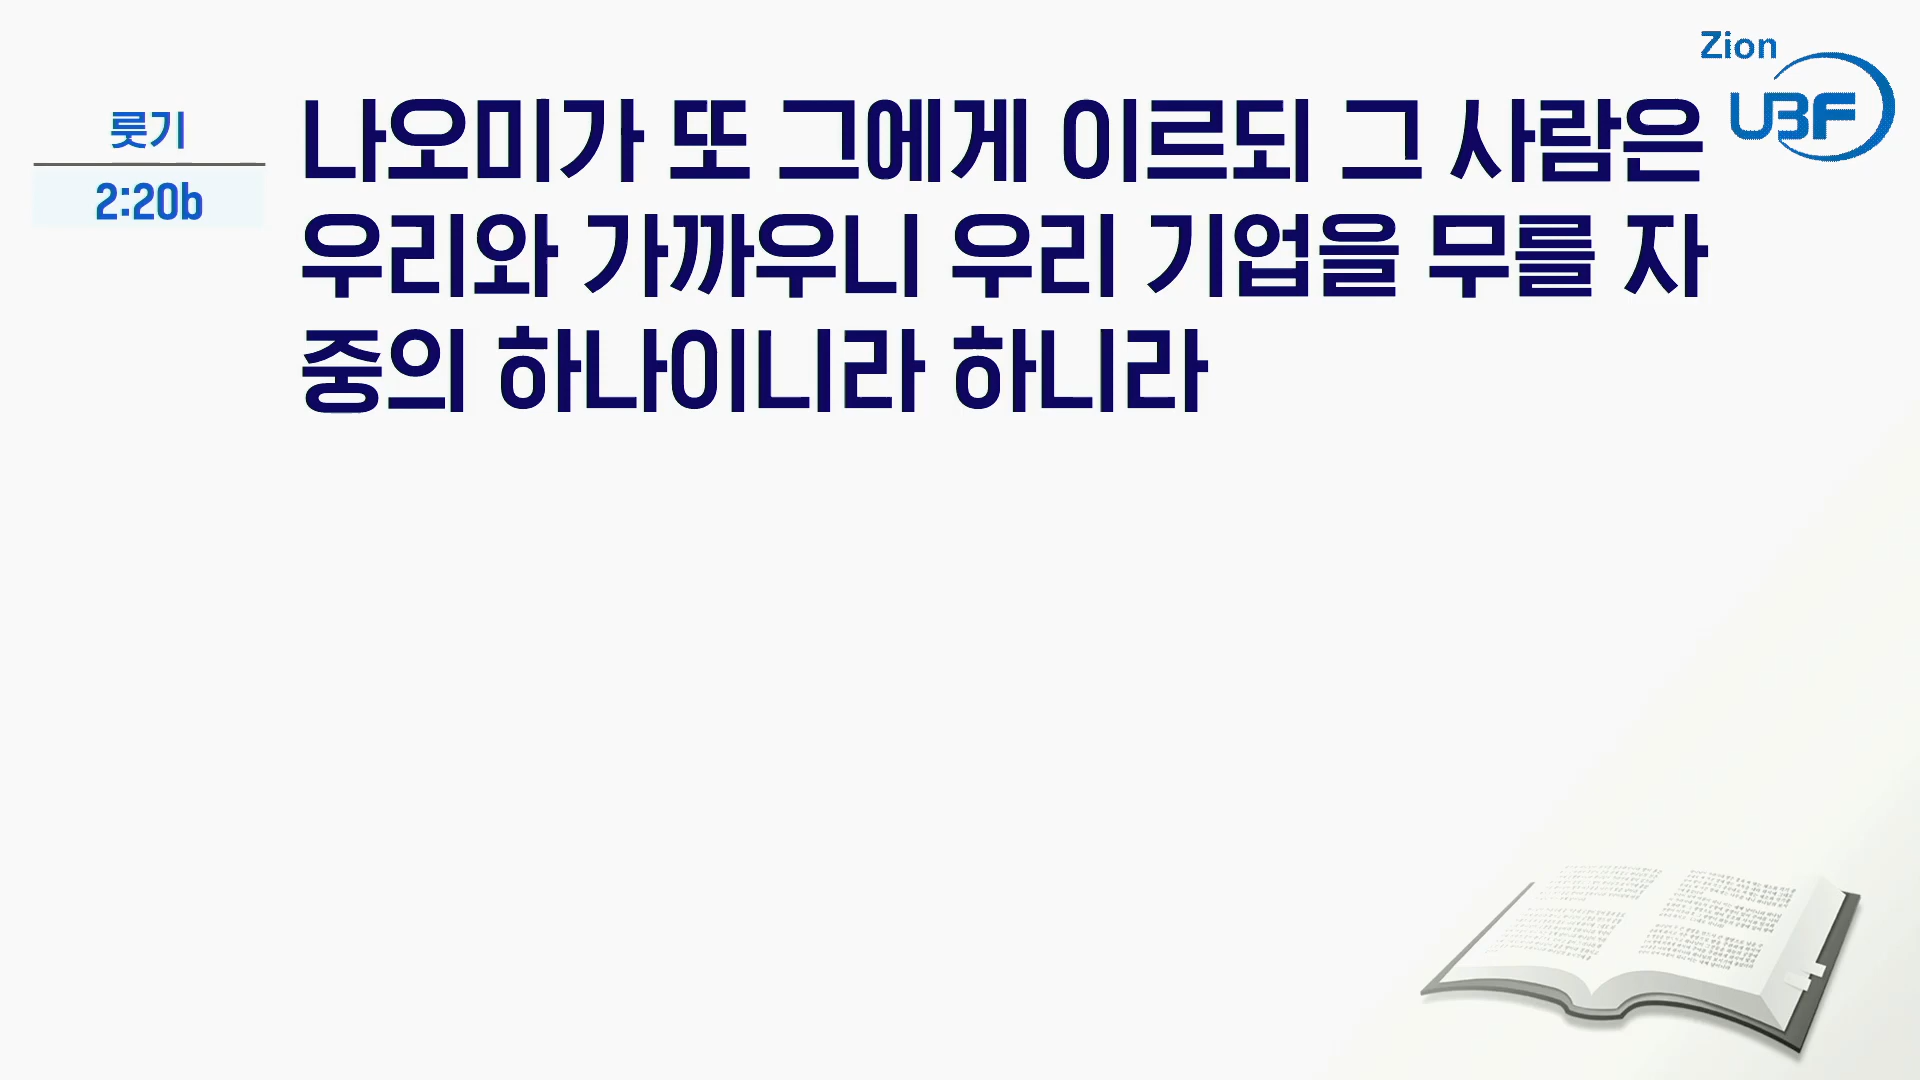 Zion
UBF
룻기
2:20b
나오미가 또 그에게 이르되 그 사람은
우리와 가까우니 우리 기업을 무를 자
중의 하나이니라 하니라